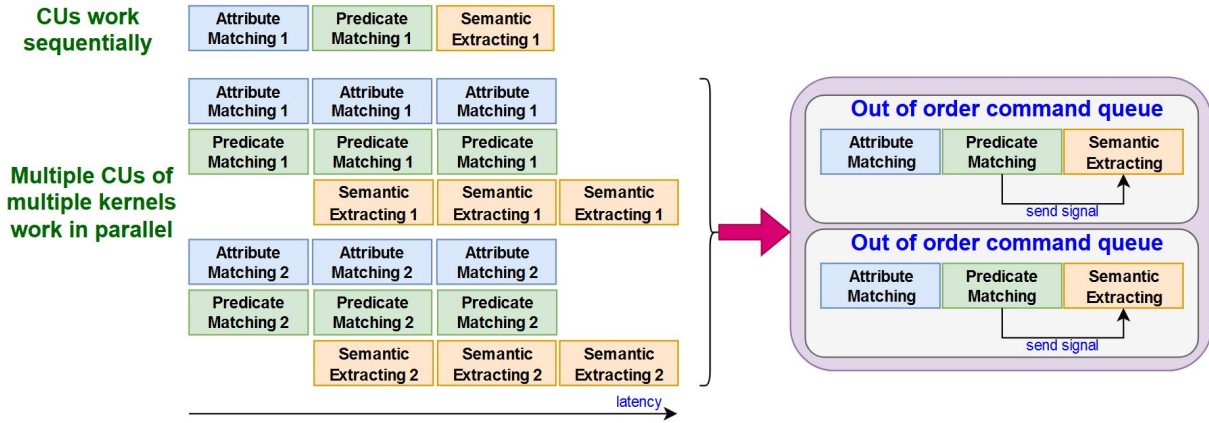 CUs work
sequentially
Attribute
Matching 1
Predicate
Matching 1
Semantic
Extracting 1
Multiple CUs of
multiple kernels
work in parallel
Attribute
Matching 1
Attribute
Matching 1
Attribute
Matching 1
Predicate
Matching 1
Predicate
Matching 1
Predicate
Matching 1
Semantic
Extracting 1
Semantic
Extracting 1
Semantic
Extracting 1
Attribute
Matching 2
Attribute
Matching 2
Attribute
Matching 2
Predicate
Matching 2
Predicate
Matching 2
Predicate
Matching 2
Semantic
Extracting 2
Semantic
Extracting 2
Semantic
Extracting 2
latency
Out of order command queue
Attribute
Matching
Predicate
Matching
Semantic
Extracting
send signal
Out of order command queue
Attribute
Matching
Predicate
Matching
Semantic
Extracting
send signal